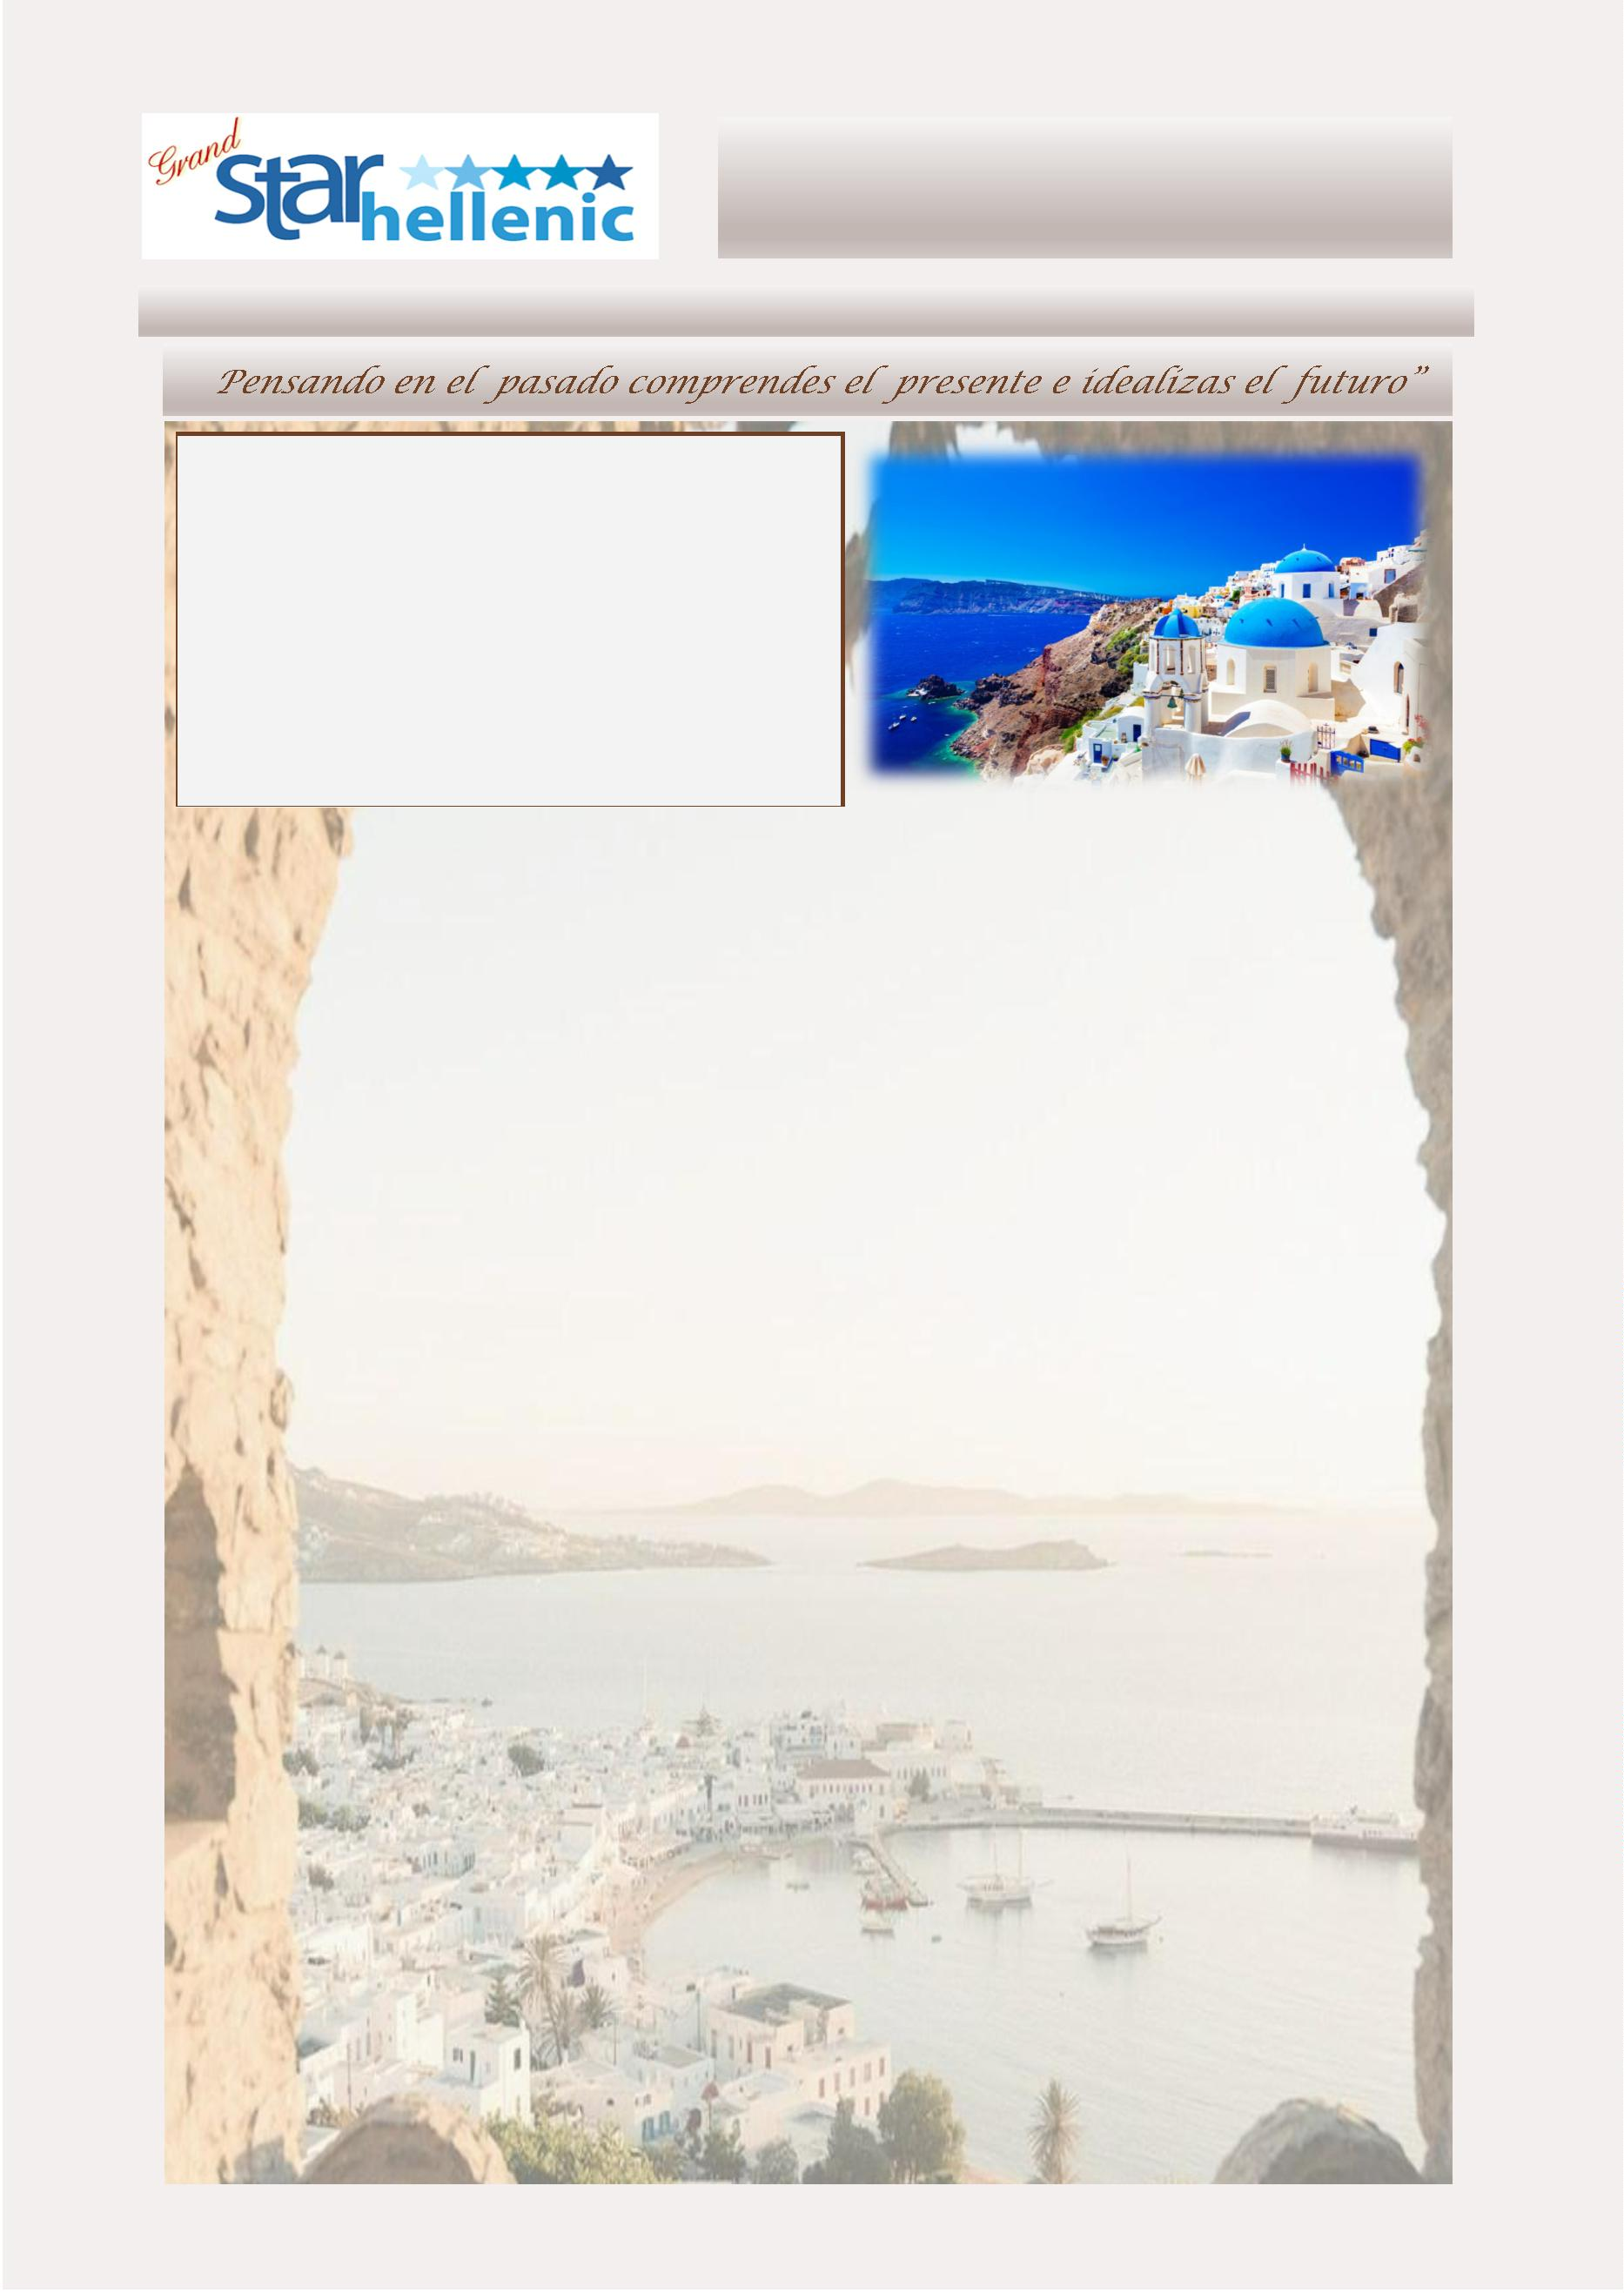 Grand
star
hellenic
Pensando en el pasado comprendes el presente e idealizas el futuro”